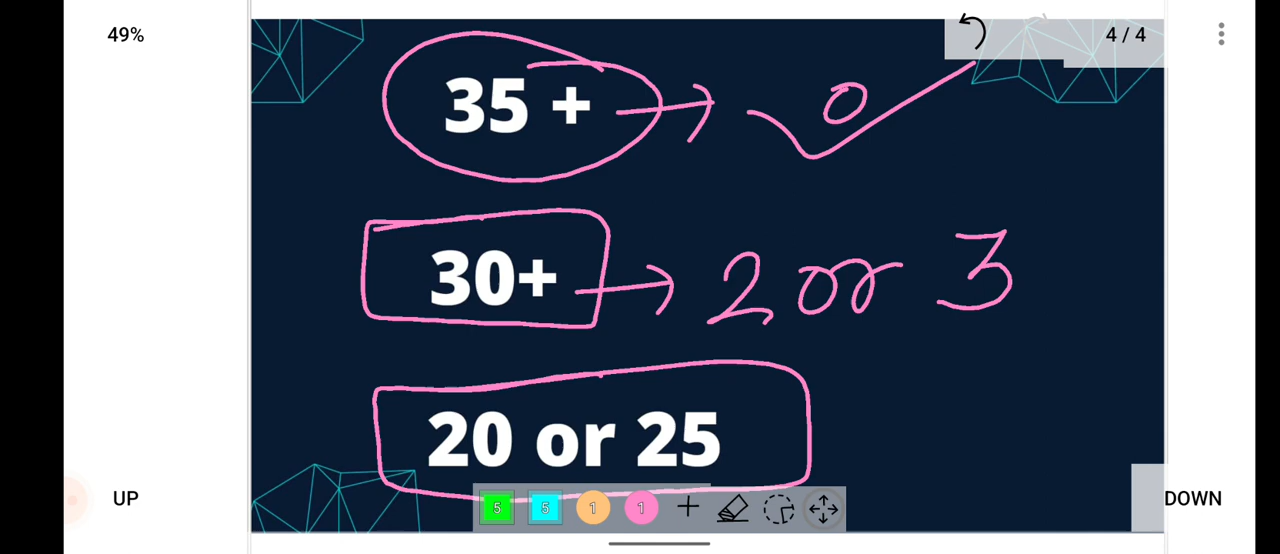 49%
4 / 4
35 + → 0
30+ → 2 or 3
20 or 25
5 5 1 1
UP
DOWN